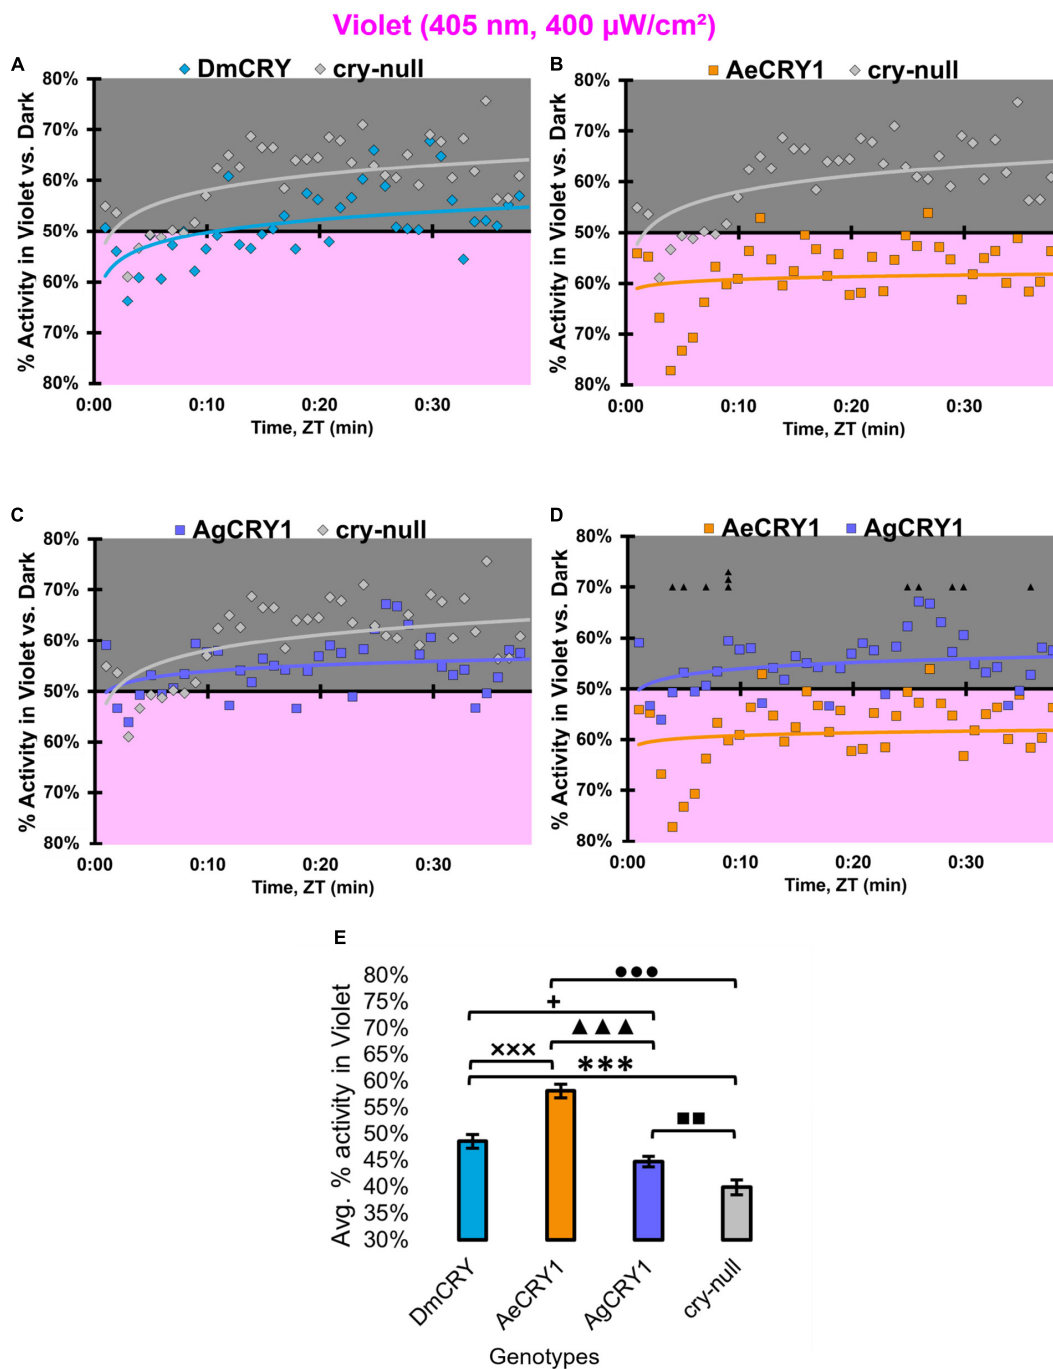 Violet (405 nm, 400 µW/cm²)
A
DmCRY
cry-null
% Activity in Violet vs. Dark
80%
70%
60%
50%
60%
70%
80%
0:00
0:10
0:20
0:30
Time, ZT (min)
B
AeCRY1
cry-null
% Activity in Violet vs. Dark
80%
70%
60%
50%
60%
70%
80%
0:00
0:10
0:20
0:30
Time, ZT (min)
C
AgCRY1
cry-null
% Activity in Violet vs. Dark
80%
70%
60%
50%
60%
70%
80%
0:00
0:10
0:20
0:30
Time, ZT (min)
D
AeCRY1
AgCRY1
% Activity in Violet vs. Dark
80%
70%
60%
50%
60%
70%
80%
0:00
0:10
0:20
0:30
Time, ZT (min)
E
Avg. % activity in Violet
80%
75%
70%
65%
60%
55%
50%
45%
40%
35%
30%
●●●
+
▲▲▲
×××
***
■■
DmCRY
AeCRY1
AgCRY1
cry-null
Genotypes